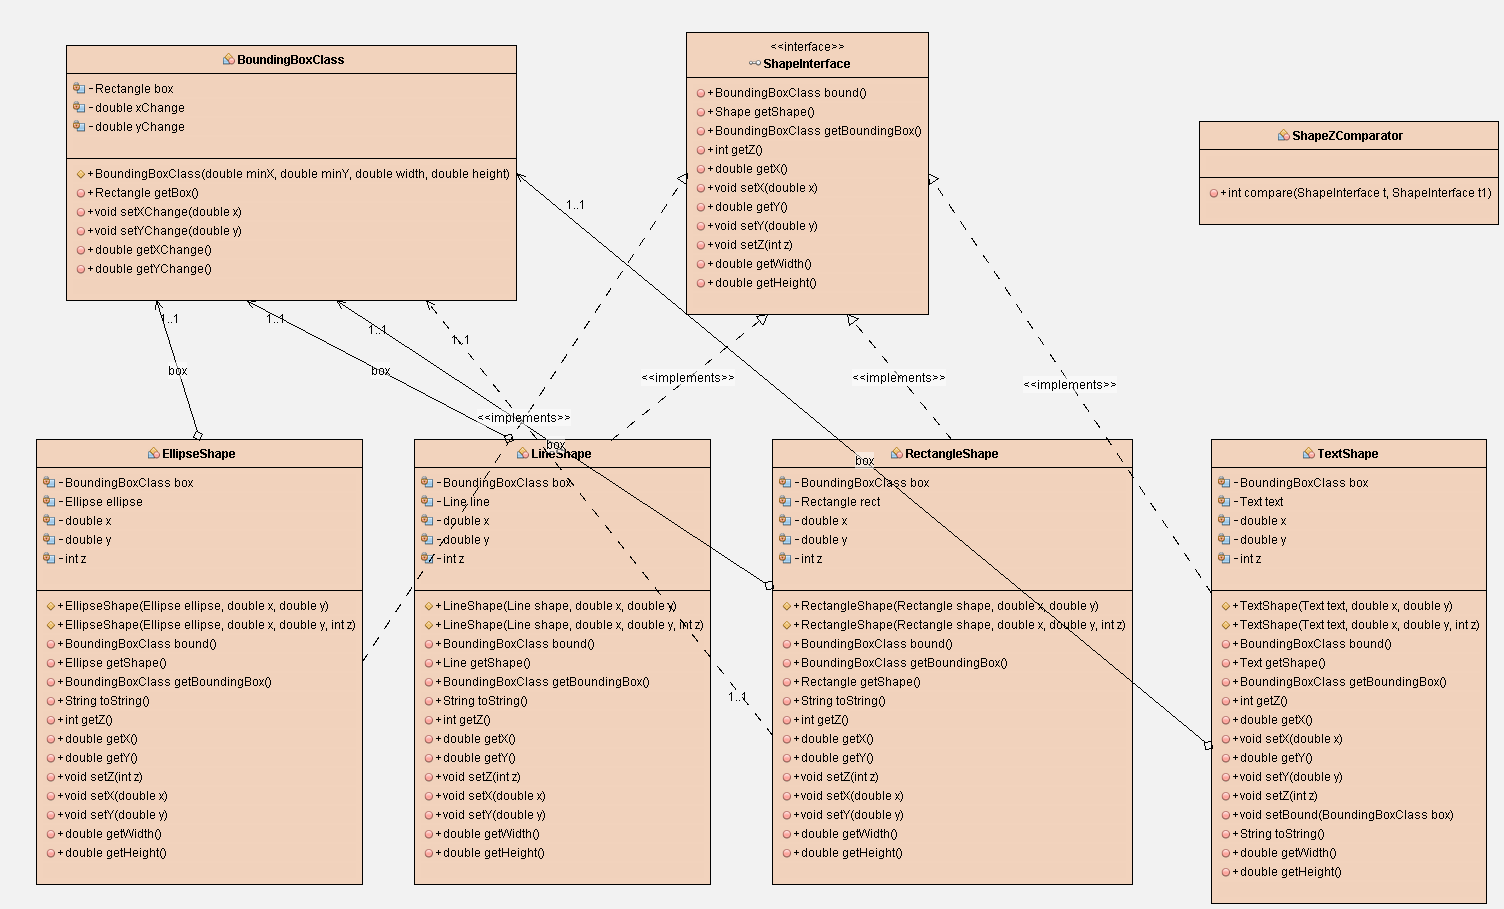 BoundingBoxClass
-Rectangle box
-double xChange
-double yChange
+BoundingBoxClass(double minX, double minY, double width, double height)
+Rectangle getBox()
+void setXChange(double x)
+void setYChange(double y)
+double getXChange()
+double getYChange()
<<interface>>
ShapeInterface
+BoundingBoxClass bound()
+Shape getShape()
+BoundingBoxClass getBoundingBox()
+int getZ()
+double getX()
+void setX(double x)
+double getY()
+void setY(double y)
+void setZ(int z)
+double getWidth()
+double getHeight()
ShapeZComparator
+int compare(ShapeInterface t, ShapeInterface t1)
1..1
1..1
1..1
1..1
1..1
box
box
<<implements>>
<<implements>>
<<implements>>
<<implements>>
box
box
1..1
EllipseShape
-BoundingBoxClass box
-Ellipse ellipse
-double x
-double y
-int z
+EllipseShape(Ellipse ellipse, double x, double y)
+EllipseShape(Ellipse ellipse, double x, double y, int z)
+BoundingBoxClass bound()
+Ellipse getShape()
+BoundingBoxClass getBoundingBox()
+String toString()
+int getZ()
+double getX()
+double getY()
+void setZ(int z)
+void setX(double x)
+void setY(double y)
+double getWidth()
+double getHeight()
LineShape
-BoundingBoxClass box
-Line line
-double x
-double y
-int z
+LineShape(Line shape, double x, double y)
+LineShape(Line shape, double x, double y, int z)
+BoundingBoxClass bound()
+Line getShape()
+BoundingBoxClass getBoundingBox()
+String toString()
+int getZ()
+double getX()
+double getY()
+void setZ(int z)
+void setX(double x)
+void setY(double y)
+double getWidth()
+double getHeight()
RectangleShape
-BoundingBoxClass box
-Rectangle rect
-double x
-double y
-int z
+RectangleShape(Rectangle shape, double x, double y)
+RectangleShape(Rectangle shape, double x, double y, int z)
+BoundingBoxClass bound()
+BoundingBoxClass getBoundingBox()
+Rectangle getShape()
+String toString()
+int getZ()
+double getX()
+double getY()
+void setZ(int z)
+void setX(double x)
+void setY(double y)
+double getWidth()
+double getHeight()
TextShape
-BoundingBoxClass box
-Text text
-double x
-double y
-int z
+TextShape(Text text, double x, double y)
+TextShape(Text text, double x, double y, int z)
+BoundingBoxClass bound()
+Text getShape()
+BoundingBoxClass getBoundingBox()
+int getZ()
+double getX()
+void setX(double x)
+double getY()
+void setY(double y)
+void setZ(int z)
+void setBound(BoundingBoxClass box)
+String toString()
+double getWidth()
+double getHeight()